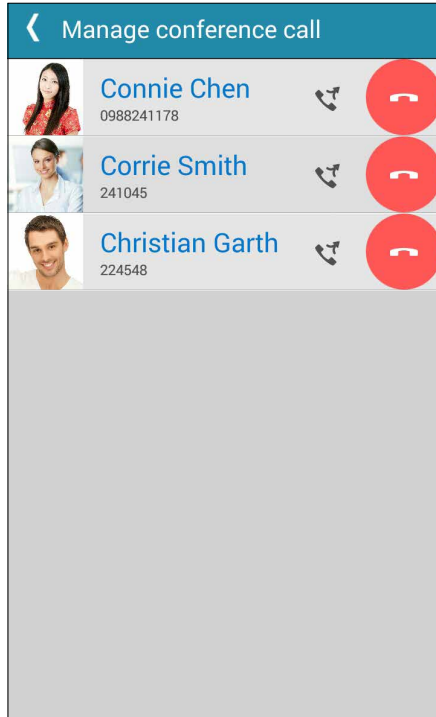 Manage conference call
Connie Chen
0988241178
Corrie Smith
241045
Christian Garth
224548